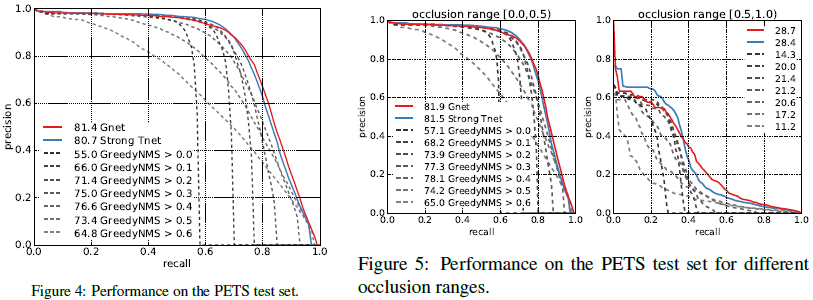 1.0
0.8
0.6
0.4
0.2
0.0
precision
81.4 Gnet
80.7 Strong Tnet
55.0 GreedyNMS > 0.0
66.0 GreedyNMS > 0.1
71.4 GreedyNMS > 0.2
75.0 GreedyNMS > 0.3
76.6 GreedyNMS > 0.4
73.4 GreedyNMS > 0.5
64.8 GreedyNMS > 0.6
0.0 0.2 0.4 0.6 0.8 1.0
recall
Figure 4: Performance on the PETS test set.
occlusion range [0.0,0.5)
1.0
0.8
0.6
0.4
0.2
0.0
precision
81.9 Gnet
81.5 Strong Tnet
57.1 GreedyNMS > 0.0
68.2 GreedyNMS > 0.1
73.9 GreedyNMS > 0.2
77.3 GreedyNMS > 0.3
78.1 GreedyNMS > 0.4
74.2 GreedyNMS > 0.5
65.0 GreedyNMS > 0.6
0.0 0.2 0.4 0.6 0.8 1.0
recall
occlusion range [0.5,1.0)
1.0
0.8
0.6
0.4
0.2
0.0
28.7
28.4
14.3
20.0
21.4
21.2
20.6
17.2
11.2
0.0 0.2 0.4 0.6 0.8 1.0
recall
Figure 5: Performance on the PETS test set for different
occlusion ranges.